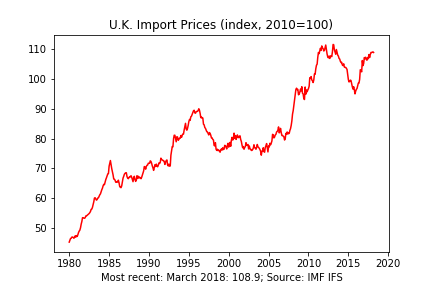 U.K. Import Prices (index, 2010=100)
110
100
90
80
70
60
50
1980 1985 1990 1995 2000 2005 2010 2015 2020
Most recent: March 2018: 108.9; Source: IMF IFS